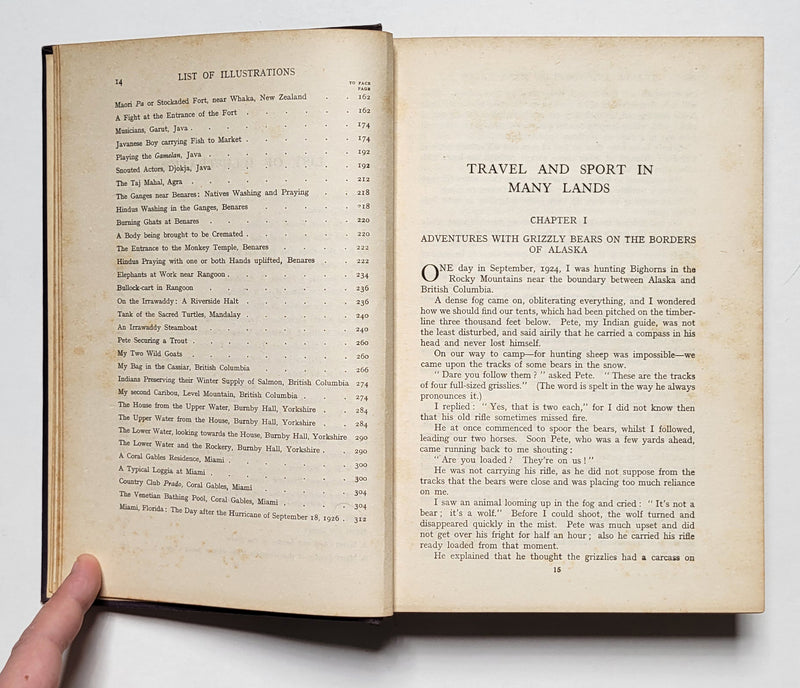 14
LIST OF ILLUSTRATIONS
TO FACE
PAGE
Maori Pa or Stockaded Fort, near Whaka, New Zealand . . 162
A Fight at the Entrance of the Fort . . . . . 162
Musicians, Garut, Java . . . . . . . 174
Javanese Boy carrying Fish to Market . . . . . 174
Playing the Gamelan, Java . . . . . . 192
Snouted Actors, Djokja, Java . . . . . . 192
The Taj Mahal, Agra . . . . . . . 212
The Ganges near Benares: Natives Washing and Praying . . 218
Hindus Washing in the Ganges, Benares . . . . 218
Burning Ghats at Benares . . . . . . 220
A Body being brought to be Cremated . . . . . 220
The Entrance to the Monkey Temple, Benares . . . . 222
Hindus Praying with one or both Hands uplifted, Benares . . 222
Elephants at Work near Rangoon . . . . . . 234
Bullock-cart in Rangoon . . . . . . 236
On the Irrawaddy: A Riverside Halt . . . . . 236
Tank of the Sacred Turtles, Mandalay . . . . . 240
An Irrawaddy Steamboat . . . . . . 240
Pete Securing a Trout . . . . . . . 260
My Two Wild Goats . . . . . . . 260
My Bag in the Cassiar, British Columbia . . . . 266
Indians Preserving their Winter Supply of Salmon, British Columbia 274
My second Caribou, Level Mountain, British Columbia . . . 274
The House from the Upper Water, Burnby Hall, Yorkshire . . 284
The Upper Water from the House, Burnby Hall, Yorkshire . . 284
The Lower Water, looking towards the House, Burnby Hall, Yorkshire 290
The Lower Water and the Rockery, Burnby Hall, Yorkshire . . 290
A Coral Gables Residence, Miami . . . . . . 300
A Typical Loggia at Miami . . . . . . 300
Country Club Prado, Coral Gables, Miami . . . . 304
The Venetian Bathing Pool, Coral Gables, Miami . . . . 304
Miami, Florida: The Day after the Hurricane of September 18, 1926 . 312
TRAVEL AND SPORT IN
MANY LANDS
CHAPTER I
ADVENTURES WITH GRIZZLY BEARS ON THE BORDERS
OF ALASKA
ONE day in September, 1924, I was hunting Bighorns in the
Rocky Mountains near the boundary between Alaska and
British Columbia.
A dense fog came on, obliterating everything, and I wondered
how we should find our tents, which had been pitched on the timber-
line three thousand feet below. Pete, my Indian guide, was not
the least disturbed, and said airily that he carried a compass in his
head and never lost himself.
On our way to camp—for hunting sheep was impossible—we
came upon the tracks of some bears in the snow.
" Dare you follow them ? " asked Pete. " These are the tracks
of four full-sized grisslies." (The word is spelt in the way he always
pronounces it.)
I replied : " Yes, that is two each," for I did not know then
that his old rifle sometimes missed fire.
He at once commenced to spoor the bears, whilst I followed,
leading our two horses. Soon Pete, who was a few yards ahead,
came running back to me shouting :
" Are you loaded ? They're on us ! "
He was not carrying his rifle, as he did not suppose from the
tracks that the bears were close and was placing too much reliance
on me.
I saw an animal looming up in the fog and cried : " It's not a
bear ; it's a wolf." Before I could shoot, the wolf turned and
disappeared quickly in the mist. Pete was much upset and did
not get over his fright for half an hour ; also he carried his rifle
ready loaded from that moment.
He explained that he thought the grizzlies had a carcass on
15